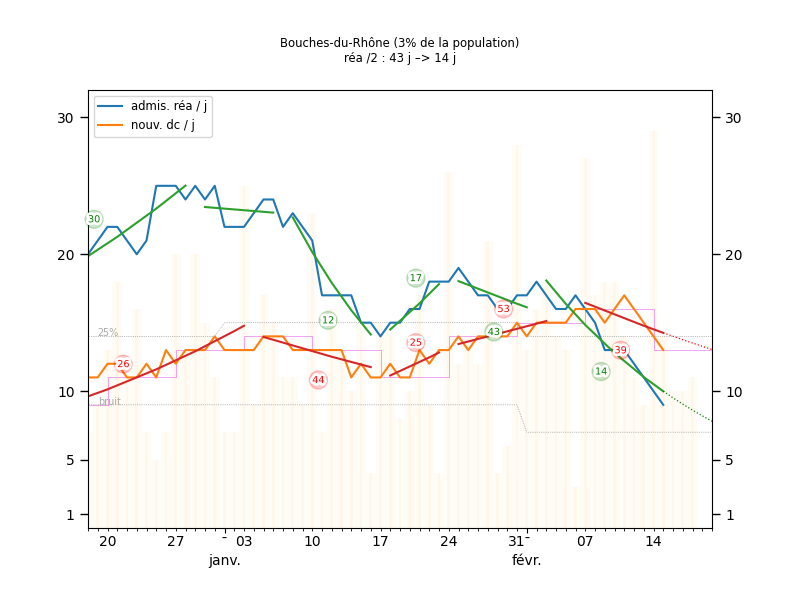 Bouches-du-Rhône (3% de la population)
réa /2 : 43 j –> 14 j
admis. réa / j
nouv. dc / j
30 30
30
20 20
17
53
12
43
25%
25
39
26
14
44
10 10
bruit
5 5
1 1
20 27 - 03 10 17 24 31- 07 14
janv. févr.